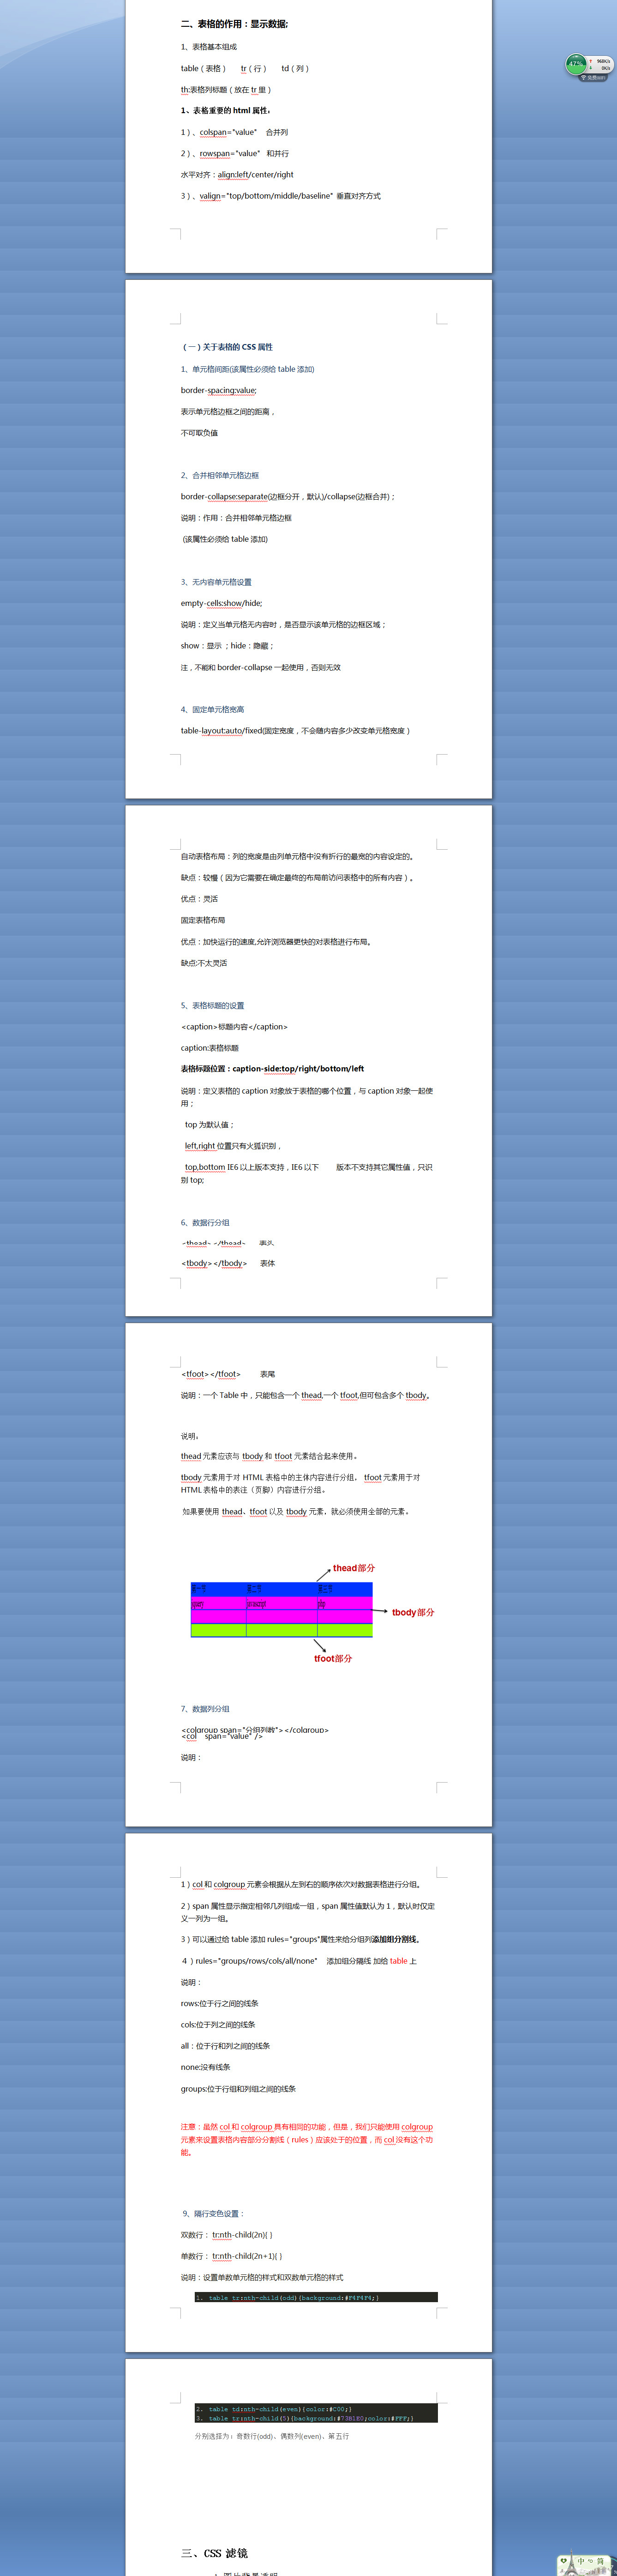 二、表格的作用：显示数据;
1、表格基本组成
table（表格） tr（行） td（列）
th:表格列标题（放在 tr 里）
1、表格重要的 html 属性：
1）、colspan="value" 合并列
2）、rowspan="value" 和并行
水平对齐：align:left/center/right
3）、valign="top/bottom/middle/baseline" 垂直对齐方式
（一）关于表格的 CSS 属性
1、单元格间距(该属性必须给 table 添加)
border-spacing:value;
表示单元格边框之间的距离，
不可取负值
2、合并相邻单元格边框
border-collapse:separate(边框分开，默认)/collapse(边框合并)；
说明：作用：合并相邻单元格边框
(该属性必须给 table 添加)
3、无内容单元格设置
empty-cells:show/hide;
说明：定义当单元格无内容时，是否显示该单元格的边框区域；
show：显示 ；hide：隐藏；
注，不能和 border-collapse 一起使用，否则无效
4、固定单元格宽高
table-layout:auto/fixed(固定宽度，不会随内容多少改变单元格宽度）
自动表格布局：列的宽度是由列单元格中没有折行的最宽的内容设定的。
缺点：较慢（因为它需要在确定最终的布局前访问表格中的所有内容）。
优点：灵活
固定表格布局
优点：加快运行的速度,允许浏览器更快的对表格进行布局。
缺点:不太灵活
5、表格标题的设置
<caption>标题内容</caption>
caption:表格标题
表格标题位置：caption-side:top/right/bottom/left
说明：定义表格的 caption 对象放于表格的哪个位置，与 caption 对象一起使
用；
top 为默认值；
left,right 位置只有火狐识别，
top,bottom IE6 以上版本支持，IE6 以下 版本不支持其它属性值，只识
别 top;
6、数据行分组
<thead></thead> 表头
<tbody></tbody> 表体
<tfoot></tfoot> 表尾
说明：一个 Table 中，只能包含一个 thead,一个 tfoot,但可包含多个 tbody。
说明：
thead 元素应该与 tbody 和 tfoot 元素结合起来使用。
tbody 元素用于对 HTML 表格中的主体内容进行分组， tfoot 元素用于对
HTML 表格中的表注（页脚）内容进行分组。
如果要使用 thead、tfoot 以及 tbody 元素，就必须使用全部的元素。
thead部分
tbody部分
tfoot部分
7、数据列分组
<colgroup span="分组列数"></colgroup>
<col span="value" />
说明：
1）col 和 colgroup 元素会根据从左到右的顺序依次对数据表格进行分组。
2）span 属性显示指定相邻几列组成一组，span 属性值默认为 1，默认时仅定
义一列为一组。
3）可以通过给 table 添加 rules="groups"属性来给分组列添加组分割线。
4 ）rules="groups/rows/cols/all/none" 添加组分隔线 加给 table 上
说明：
rows:位于行之间的线条
cols:位于列之间的线条
all：位于行和列之间的线条
none:没有线条
groups:位于行组和列组之间的线条
注意：虽然 col 和 colgroup 具有相同的功能，但是，我们只能使用 colgroup
元素来设置表格内容部分分割线（rules）应该处于的位置，而 col 没有这个功
能。
9、隔行变色设置：
双数行： tr:nth-child(2n){ }
单数行： tr:nth-child(2n+1){ }
说明：设置单数单元格的样式和双数单元格的样式
1. table tr:nth-child(odd){background:#F4F4F4;}
2. table td:nth-child(even){color:#C00;}
3. table tr:nth-child(5){background:#73B1E0;color:#FFF;}
分别选择为：奇数行(odd)、偶数列(even)、第五行
三、CSS 滤镜